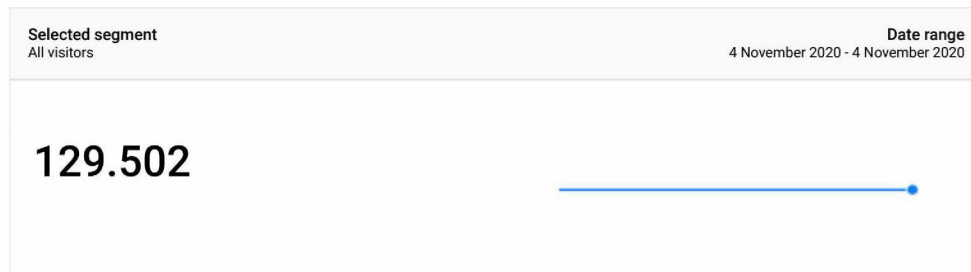 Selected segment
All visitors
Date range
4 November 2020 - 4 November 2020
129.502